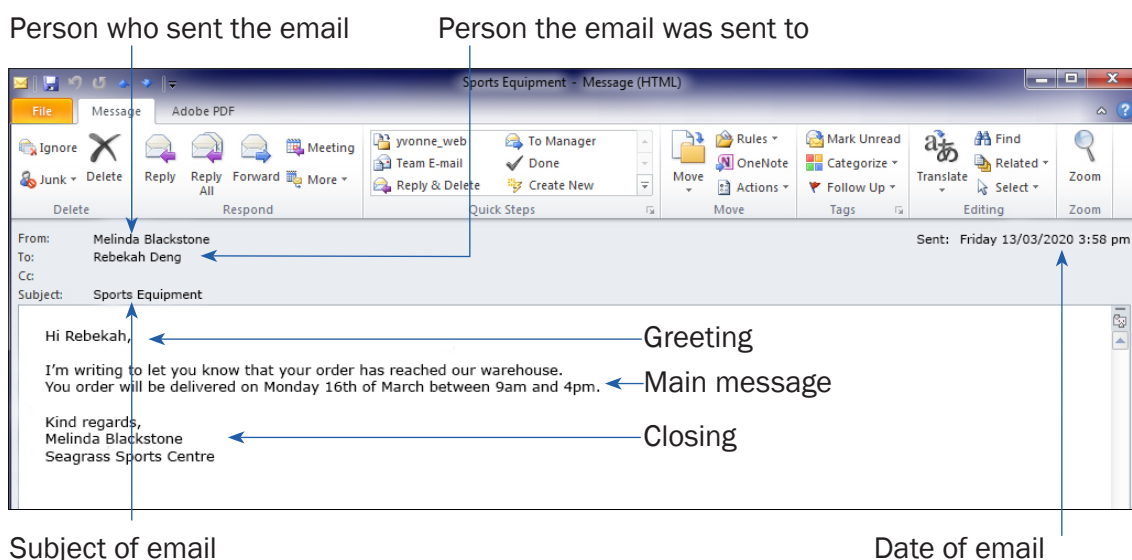 Person who sent the email
Person the email was sent to
Sports Equipment - Message (HTML)
File Message Adobe PDF
Ignore
Junk
Delete
Delete
Reply
Reply All
Forward
Meeting
More
Respond
yvonne_web
Team E-mail
Reply & Delete
To Manager
Done
Create New
Quick Steps
Move
Rules
OneNote
Actions
Move
Mark Unread
Categorize
Follow Up
Tags
Translate
Find
Related
Select
Editing
Zoom
Zoom
From: Melinda Blackstone
Sent: Friday 13/03/2020 3:58 pm
To: Rebekah Deng
Cc:
Subject: Sports Equipment
Hi Rebekah,
Greeting
I'm writing to let you know that your order has reached our warehouse.
You order will be delivered on Monday 16th of March between 9am and 4pm.
Main message
Kind regards,
Melinda Blackstone
Seagrass Sports Centre
Closing
Subject of email
Date of email